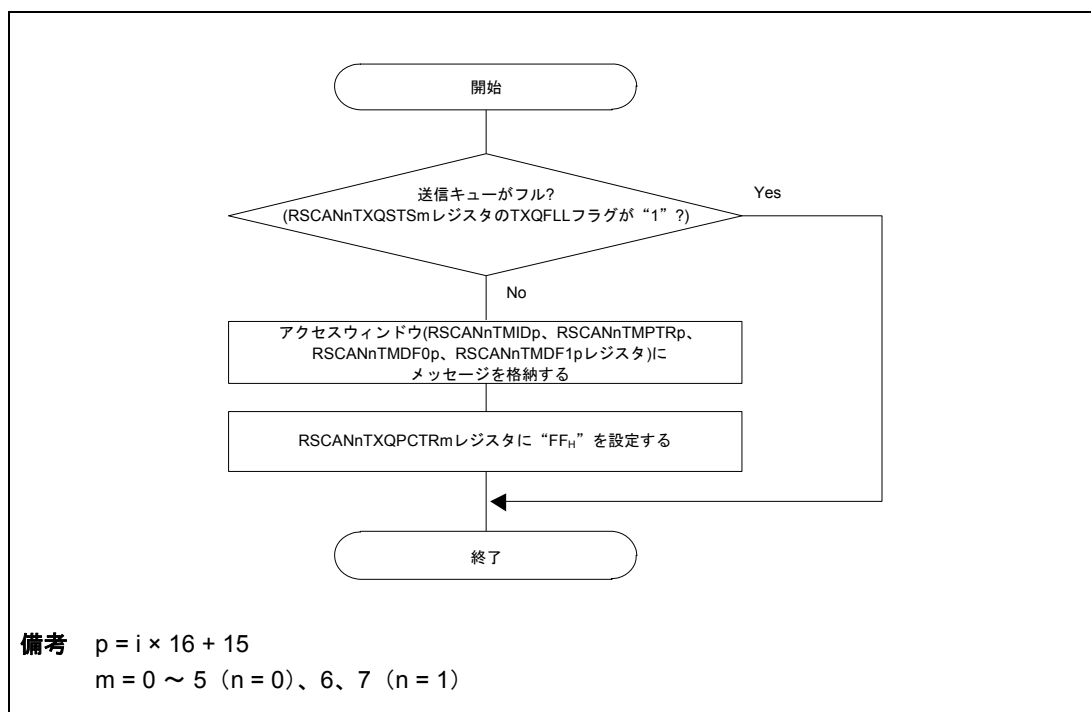 開始
送信キューがフル?
(RSCANnTXQSTSmレジスタのTXQFLLフラグが“1”?)
Yes
No
アクセスウィンドウ(RSCANnTMIDp、RSCANnTMPTRp、
RSCANnTMDF0p、RSCANnTMDF1pレジスタ)に
メッセージを格納する
RSCANnTXQPCTRmレジスタに“FFH”を設定する
終了
備考 p = i × 16 + 15
m = 0 ～ 5（n = 0）、6、7（n = 1）